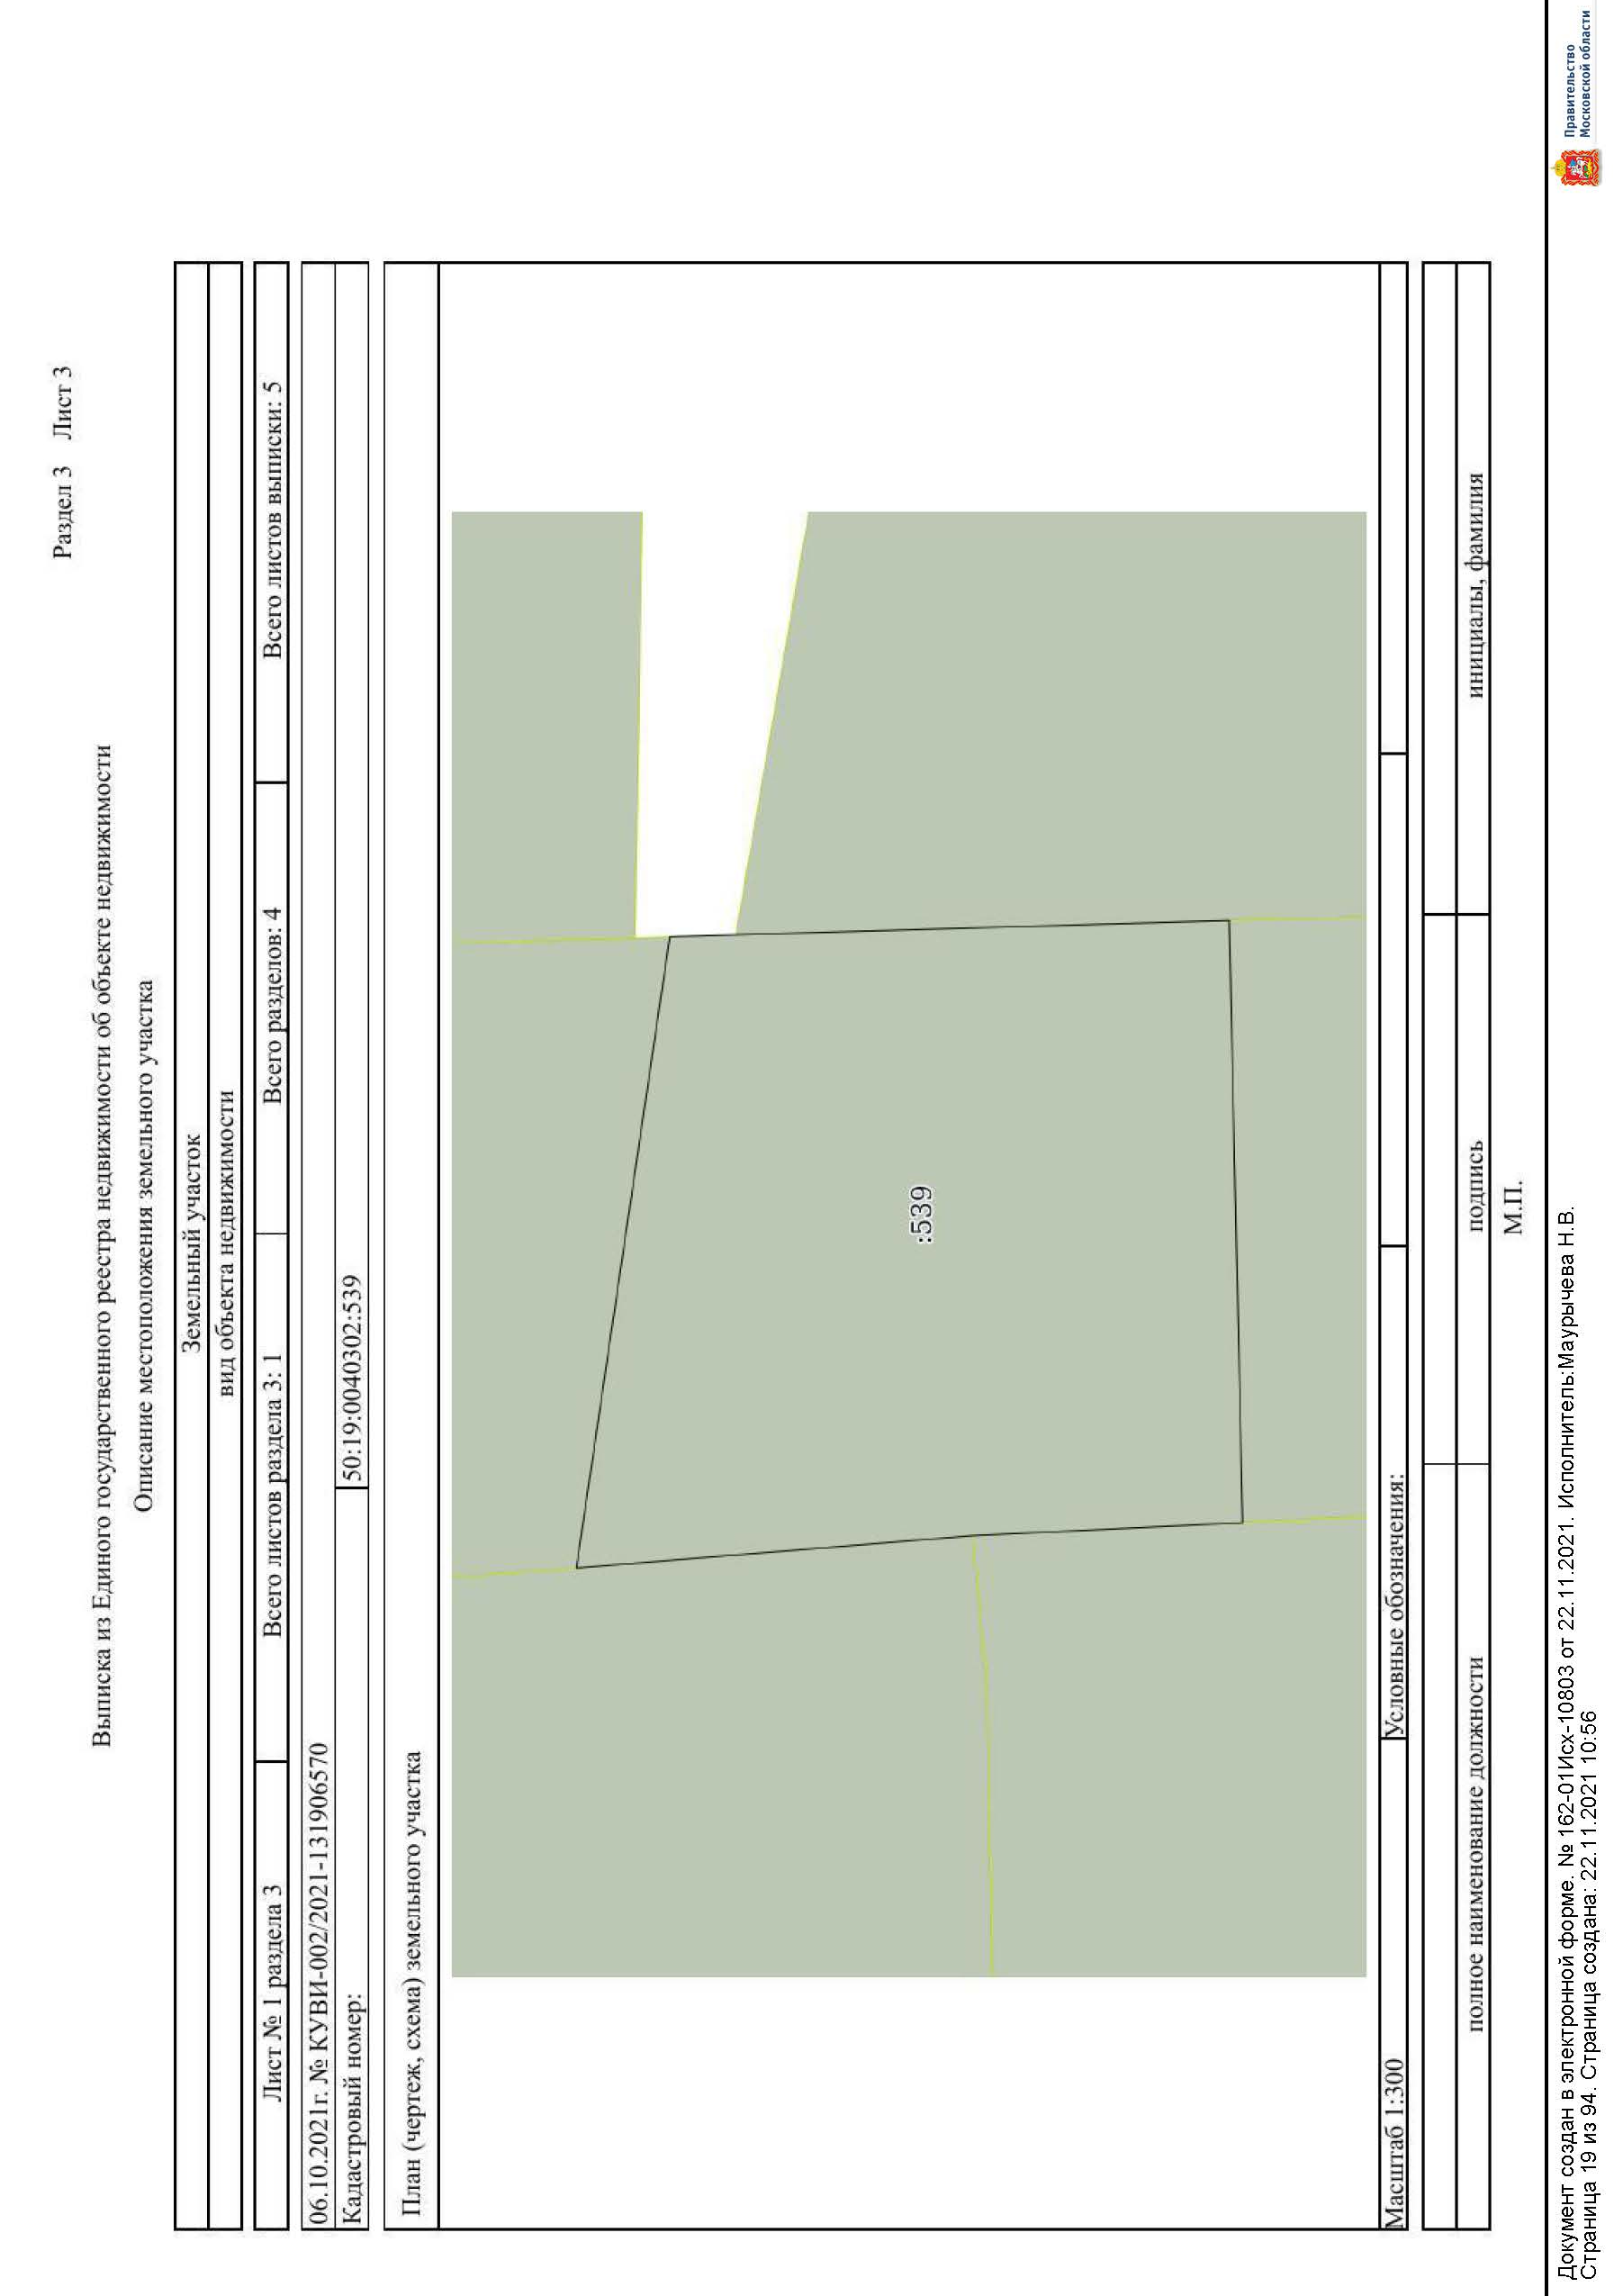 Раздел 3 Лист 3
Выписка из Единого государственного реестра недвижимости об объекте недвижимости
Описание местоположения земельного участка
Земельный участок
вид объекта недвижимости
Лист № 1 раздела 3 Всего листов раздела 3: 1 Всего разделов: 4 Всего листов выписки: 5
06.10.2021г. № КУВИ-002/2021-131906570
Кадастровый номер: 50:19:0040302:539
План (чертеж, схема) земельного участка
:539
Масштаб 1:300 Условные обозначения:
полное наименование должности подпись инициалы, фамилия
М.П.
Документ создан в электронной форме. № 162-01Исх-10803 от 22.11.2021. Исполнитель:Маурычева Н.В.
Страница 19 из 94. Страница создана: 22.11.2021 10:56
Правительство
Московской области